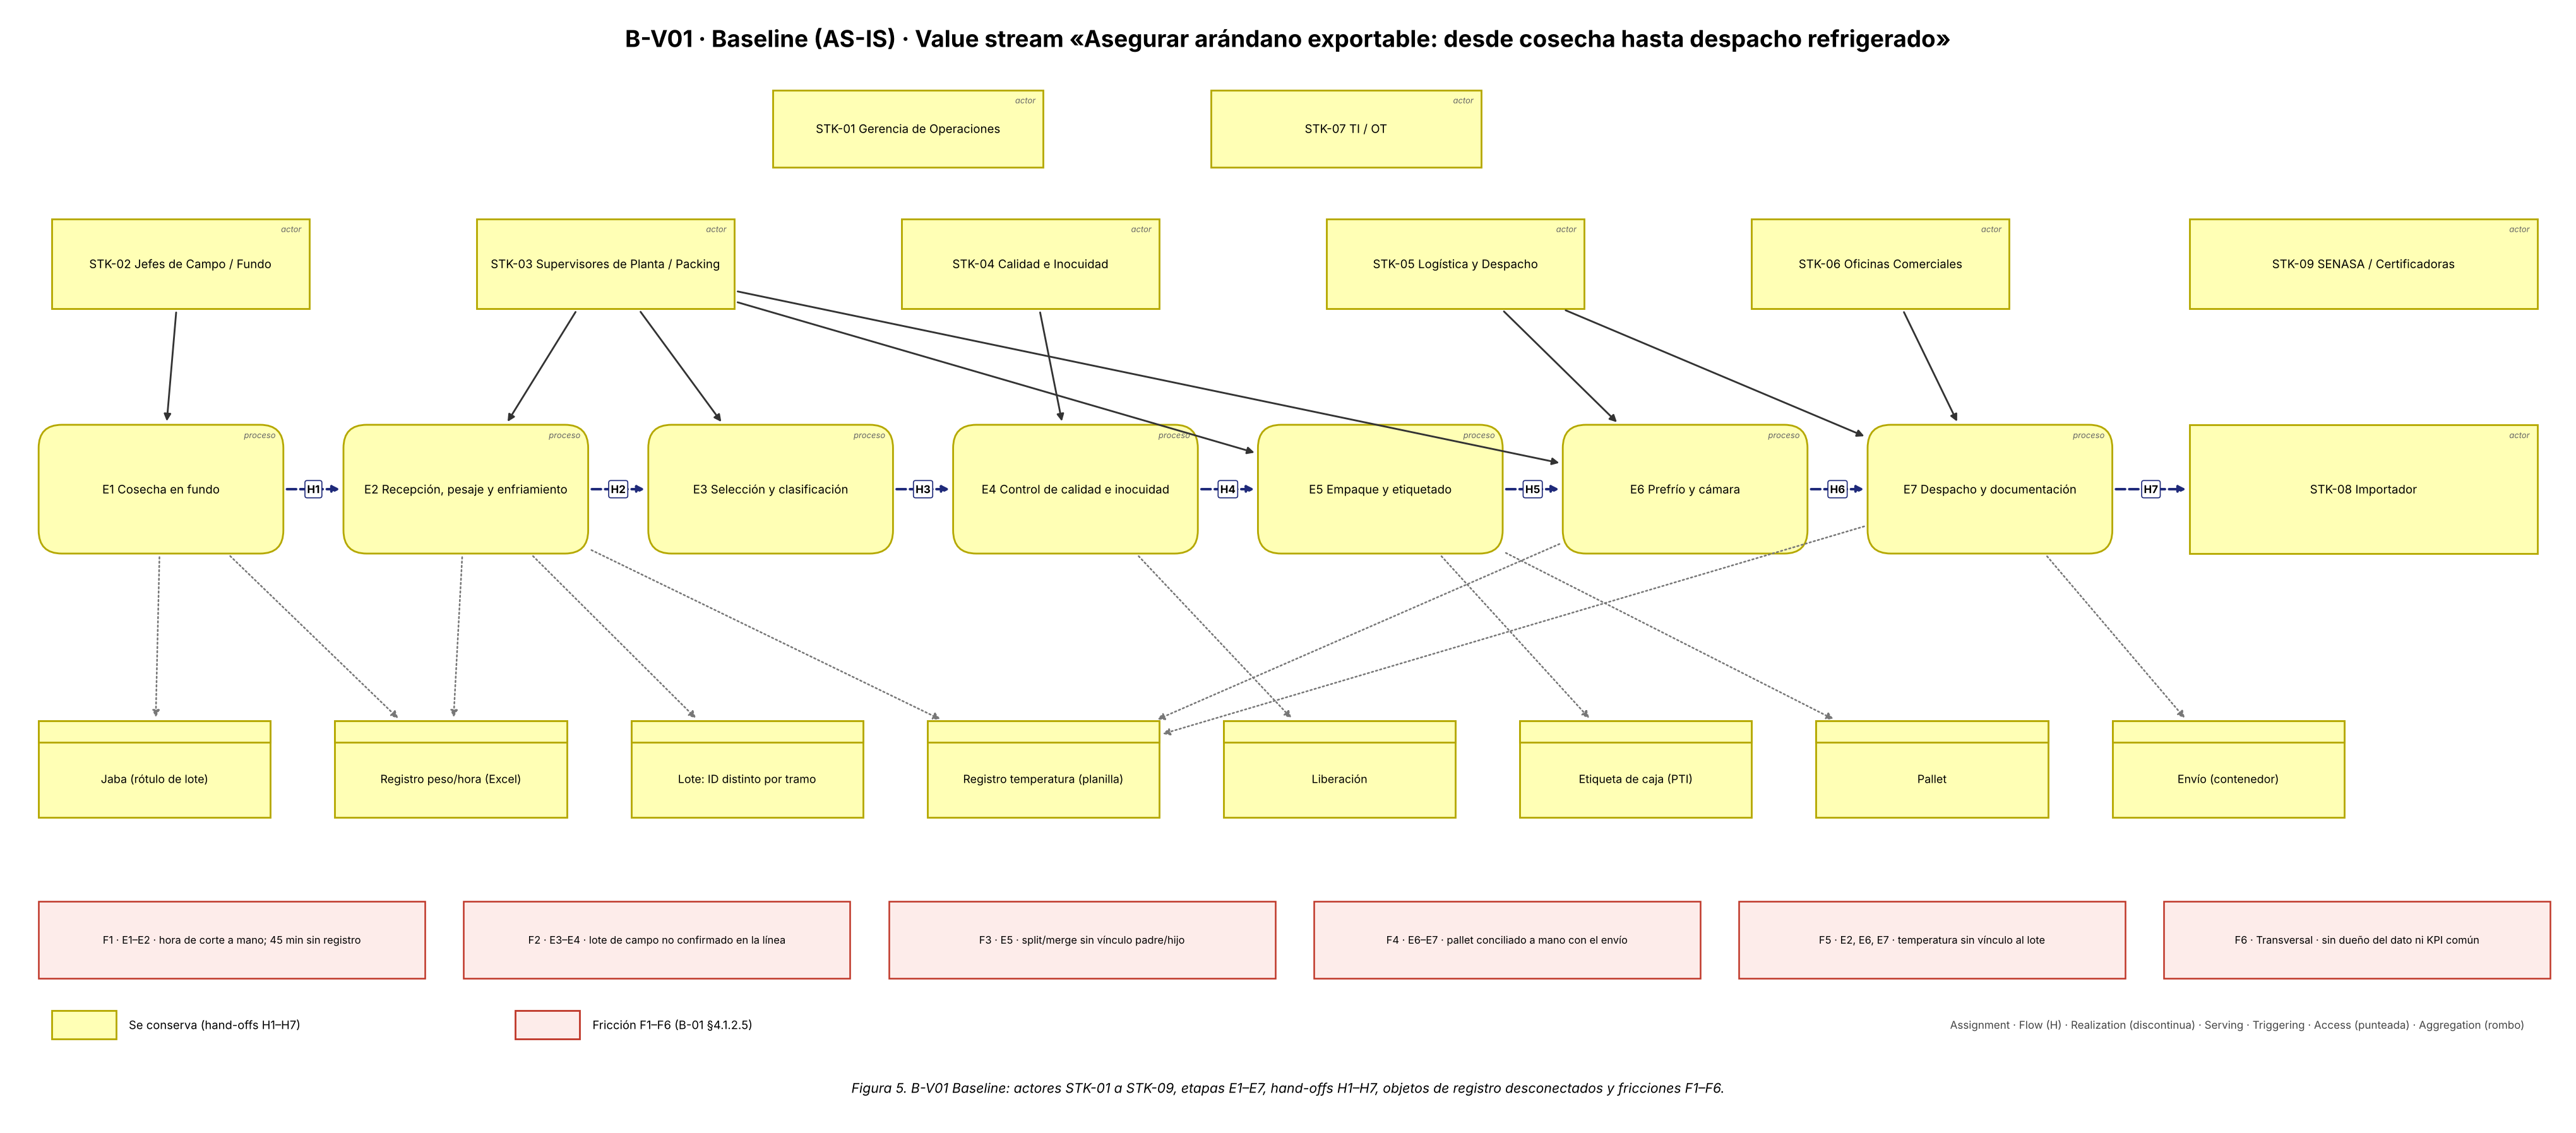 B-V01 · Baseline (AS-IS) · Value stream «Asegurar arándano exportable: desde cosecha hasta despacho refrigerado»
actor
STK-01 Gerencia de Operaciones
actor
STK-07 TI / OT
actor
STK-02 Jefes de Campo / Fundo
actor
STK-03 Supervisores de Planta / Packing
actor
STK-04 Calidad e Inocuidad
actor
STK-05 Logística y Despacho
actor
STK-06 Oficinas Comerciales
actor
STK-09 SENASA / Certificadoras
proceso
E1 Cosecha en fundo
H1
proceso
E2 Recepción, pesaje y enfriamiento
H2
proceso
E3 Selección y clasificación
H3
proceso
E4 Control de calidad e inocuidad
H4
proceso
E5 Empaque y etiquetado
H5
proceso
E6 Prefrío y cámara
H6
proceso
E7 Despacho y documentación
H7
actor
STK-08 Importador
Jaba (rótulo de lote)
Registro peso/hora (Excel)
Lote: ID distinto por tramo
Registro temperatura (planilla)
Liberación
Etiqueta de caja (PTI)
Pallet
Envío (contenedor)
F1 · E1–E2 · hora de corte a mano; 45 min sin registro
F2 · E3–E4 · lote de campo no confirmado en la línea
F3 · E5 · split/merge sin vínculo padre/hijo
F4 · E6–E7 · pallet conciliado a mano con el envío
F5 · E2, E6, E7 · temperatura sin vínculo al lote
F6 · Transversal · sin dueño del dato ni KPI común
Se conserva (hand-offs H1–H7)
Fricción F1–F6 (B-01 §4.1.2.5)
Assignment · Flow (H) · Realization (discontinua) · Serving · Triggering · Access (punteada) · Aggregation (rombo)
Figura 5. B-V01 Baseline: actores STK-01 a STK-09, etapas E1–E7, hand-offs H1–H7, objetos de registro desconectados y fricciones F1–F6.